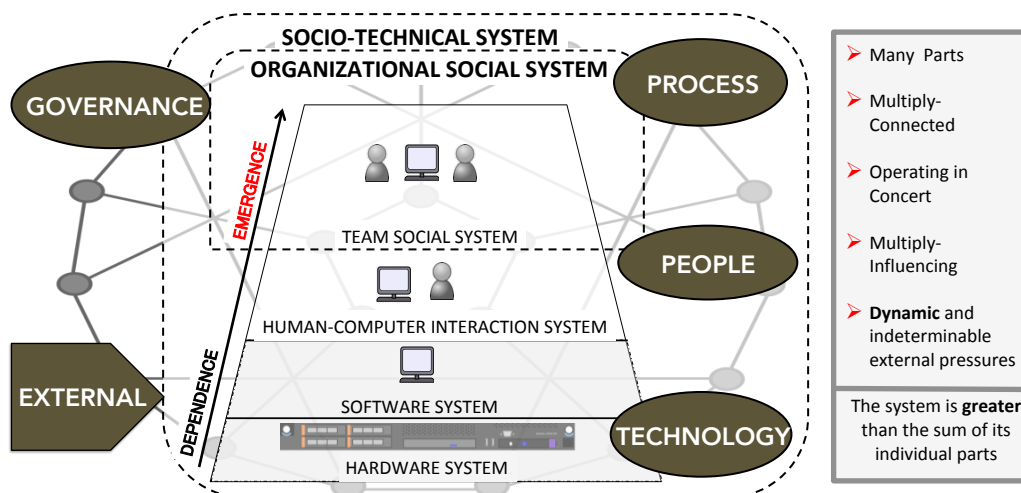 SOCIO-TECHNICAL SYSTEM
ORGANIZATIONAL SOCIAL SYSTEM
GOVERNANCE
PROCESS
EMERGENCE
TEAM SOCIAL SYSTEM
PEOPLE
HUMAN-COMPUTER INTERACTION SYSTEM
EXTERNAL
DEPENDENCE
SOFTWARE SYSTEM
TECHNOLOGY
HARDWARE SYSTEM
Many Parts
Multiply-
Connected
Operating in
Concert
Multiply-
Influencing
Dynamic and
indeterminable
external pressures
The system is greater
than the sum of its
individual parts